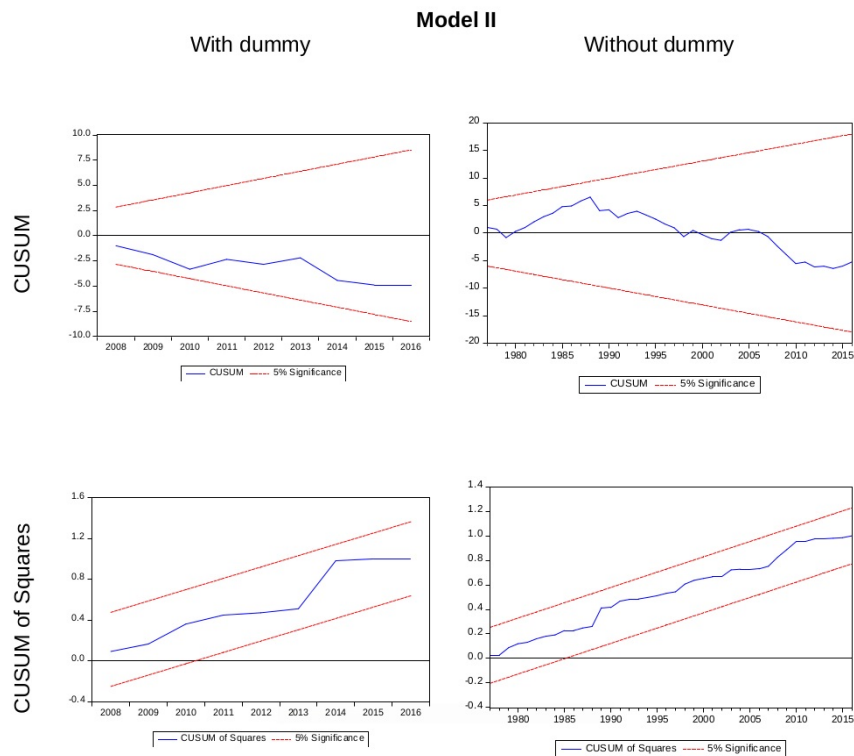 Model II
With dummy
Without dummy
CUSUM
10.0
7.5
5.0
2.5
0.0
-2.5
-5.0
-7.5
-10.0
2008 2009 2010 2011 2012 2013 2014 2015 2016
CUSUM 5% Significance
20
15
10
5
0
-5
-10
-15
-20
1980 1985 1990 1995 2000 2005 2010 2015
CUSUM 5% Significance
CUSUM of Squares
1.6
1.2
0.8
0.4
0.0
-0.4
2008 2009 2010 2011 2012 2013 2014 2015 2016
CUSUM of Squares 5% Significance
1.4
1.2
1.0
0.8
0.6
0.4
0.2
0.0
-0.2
-0.4
1980 1985 1990 1995 2000 2005 2010 2015
CUSUM of Squares 5% Significance